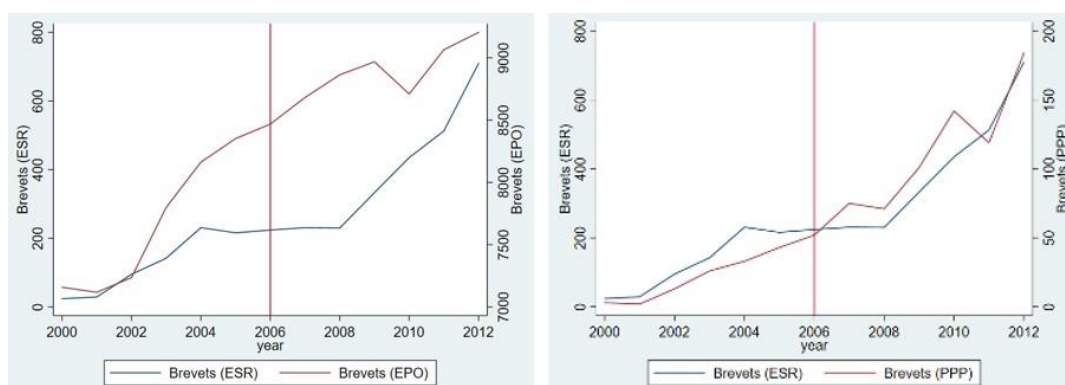 Brevets (ESR)
0 200 400 600 800
Brevets (EPO)
7000 7500 8000 8500 9000
2000 2002 2004 2006 2008 2010 2012
year
Brevets (ESR) Brevets (EPO)
Brevets (ESR)
0 200 400 600 800
Brevets (PPP)
0 50 100 150 200
2000 2002 2004 2006 2008 2010 2012
year
Brevets (ESR) Brevets (PPP)